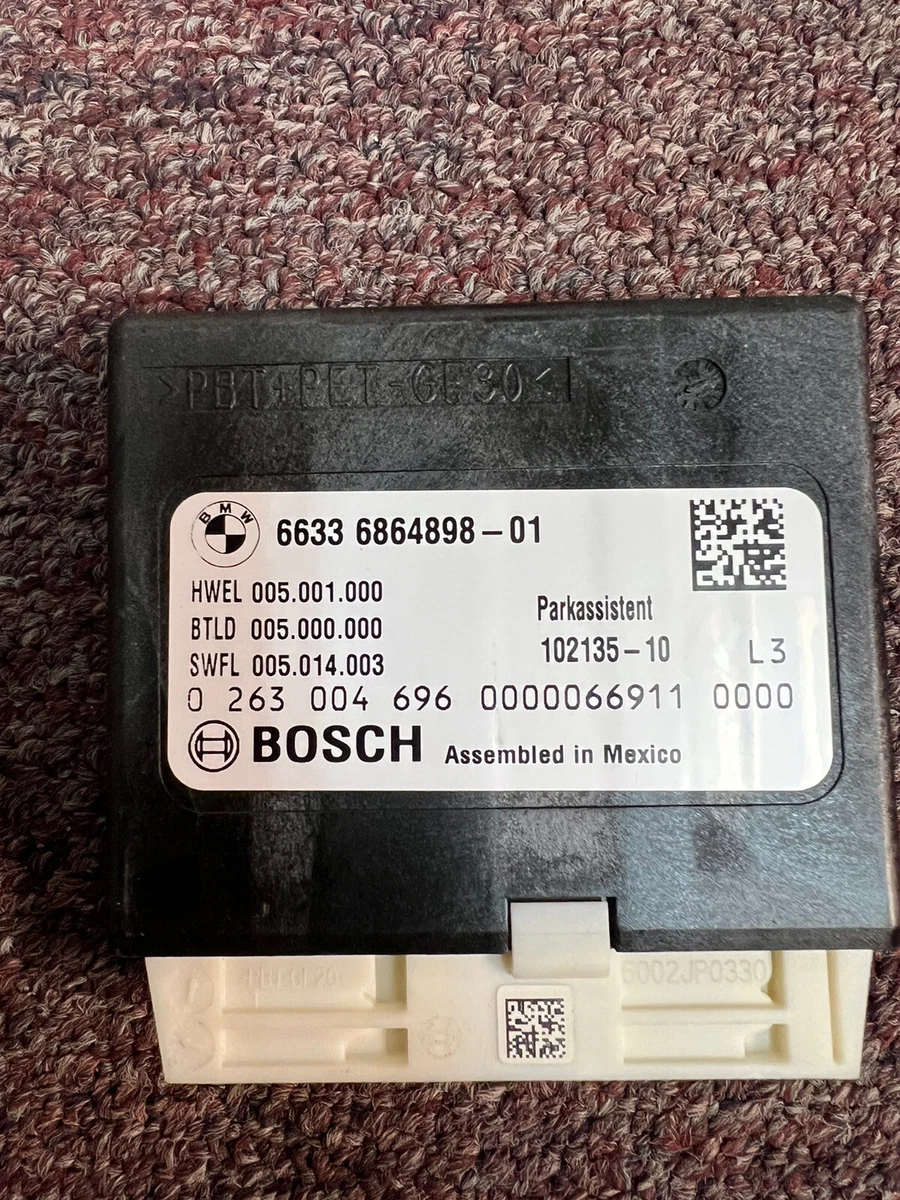 >PBT+PET-GF30<
BMW
6633 6864898-01
HWEL 005.001.000
BTLD 005.000.000
SWFL 005.014.003
Parkassistent
102135-10
L3
0 263 004 696 0000066911 0000
BOSCH Assembled in Mexico
6002JP0330